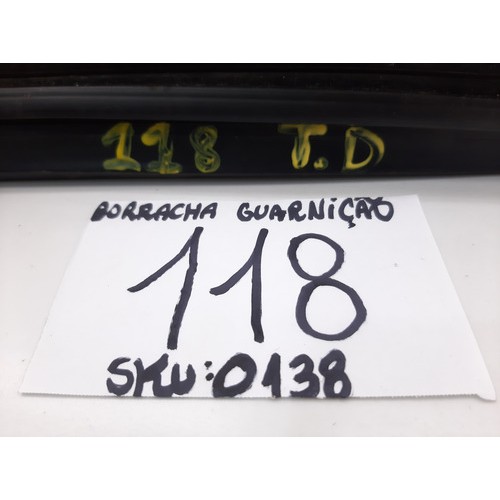 118 T.D
BORRACHA GUARNIÇÃO
118
SKU:0138